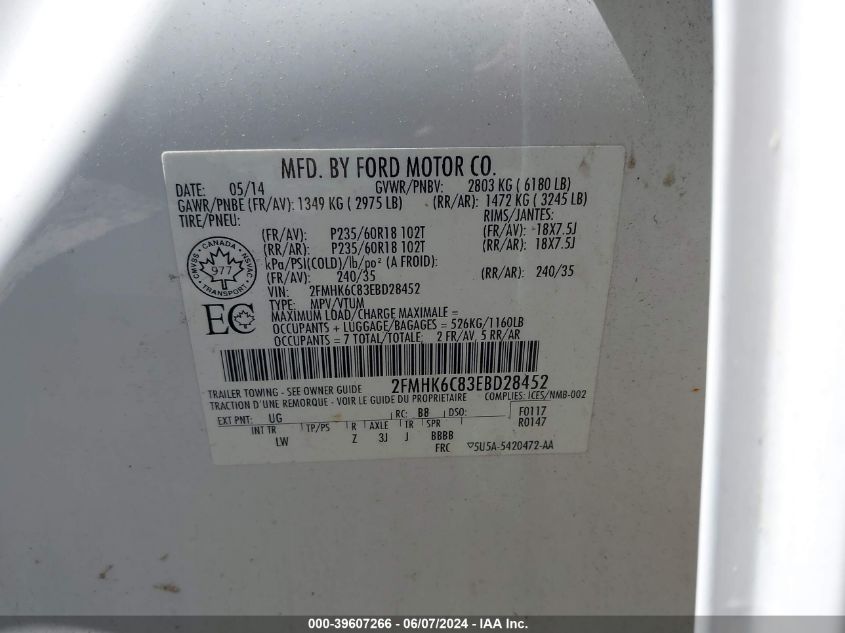 MFD. BY FORD MOTOR CO.
DATE: 05/14 GVWR/PNBV: 2803 KG ( 6180 LB)
GAWR/PNBE (FR/AV): 1349 KG ( 2975 LB) (RR/AR): 1472 KG ( 3245 LB)
TIRE/PNEU: RIMS/JANTES:
(FR/AV): P235/60R18 102T (FR/AV): 18X7.5J
(RR/AR): P235/60R18 102T (RR/AR): 18X7.5J
kPa/PSI(COLD)/lb/po² (A FROID):
(FR/AV): 240/35 (RR/AR): 240/35
CANADA
CMVSS NSVAC
977
TRANSPORT
VIN: 2FMHK6C83EBD28452
TYPE: MPV/VTUM
EC
MAXIMUM LOAD/CHARGE MAXIMALE =
OCCUPANTS + LUGGAGE/BAGAGES = 526KG/1160LB
OCCUPANTS = 7 TOTAL/TOTALE: 2 FR/AV, 5 RR/AR
2FMHK6C83EBD28452
TRAILER TOWING - SEE OWNER GUIDE COMPLIES: ICES/NMB-002
TRACTION D'UNE REMORQUE - VOIR LE GUIDE DU PROPRIETAIRE
EXT PNT: UG RC: B8 DSO: F0117
R0147
INT TR TP/PS R AXLE TR SPR
LW Z 3J J BBBB
FRC 5U5A-5420472-AA
000-39607266 - 06/07/2024 - IAA Inc.